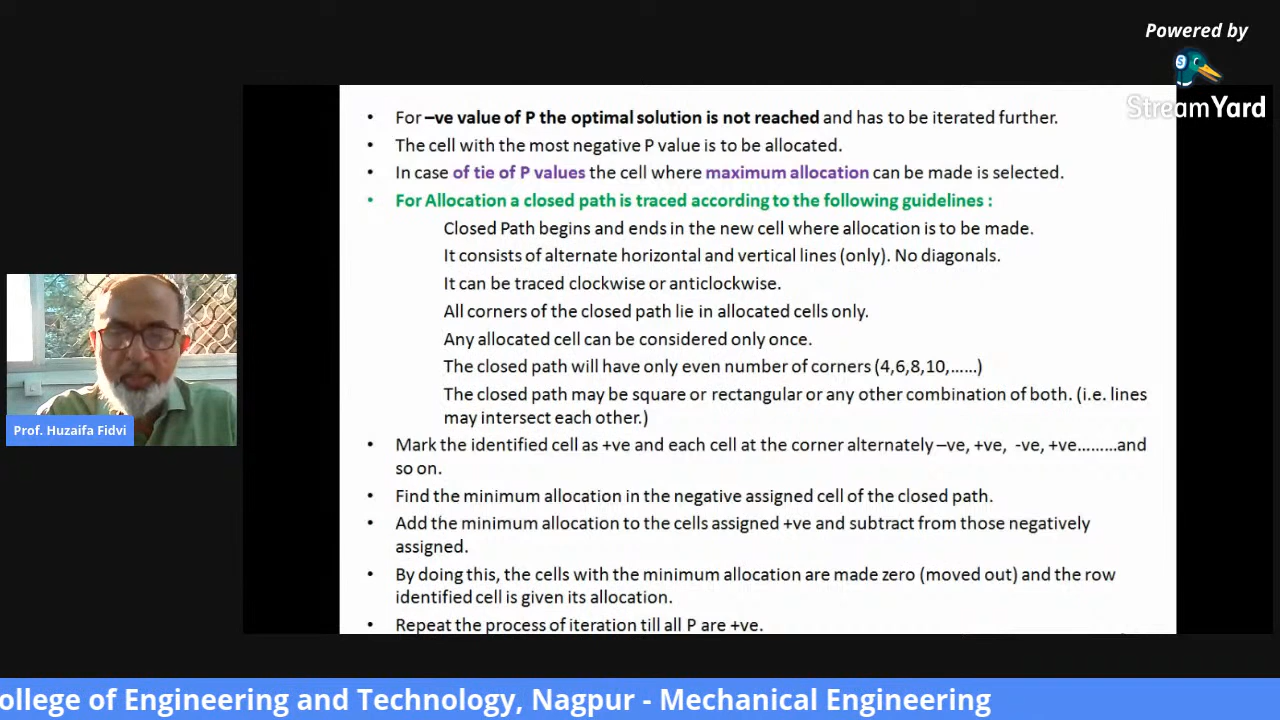 Powered by
StreamYard
• For –ve value of P the optimal solution is not reached and has to be iterated further.
• The cell with the most negative P value is to be allocated.
• In case of tie of P values the cell where maximum allocation can be made is selected.
• For Allocation a closed path is traced according to the following guidelines :
Closed Path begins and ends in the new cell where allocation is to be made.
It consists of alternate horizontal and vertical lines (only). No diagonals.
It can be traced clockwise or anticlockwise.
All corners of the closed path lie in allocated cells only.
Any allocated cell can be considered only once.
The closed path will have only even number of corners (4,6,8,10,......)
The closed path may be square or rectangular or any other combination of both. (i.e. lines
may intersect each other.)
• Mark the identified cell as +ve and each cell at the corner alternately –ve, +ve, -ve, +ve.........and
so on.
• Find the minimum allocation in the negative assigned cell of the closed path.
• Add the minimum allocation to the cells assigned +ve and subtract from those negatively
assigned.
• By doing this, the cells with the minimum allocation are made zero (moved out) and the row
identified cell is given its allocation.
• Repeat the process of iteration till all P are +ve.
Prof. Huzaifa Fidvi
ollege of Engineering and Technology, Nagpur - Mechanical Engineering